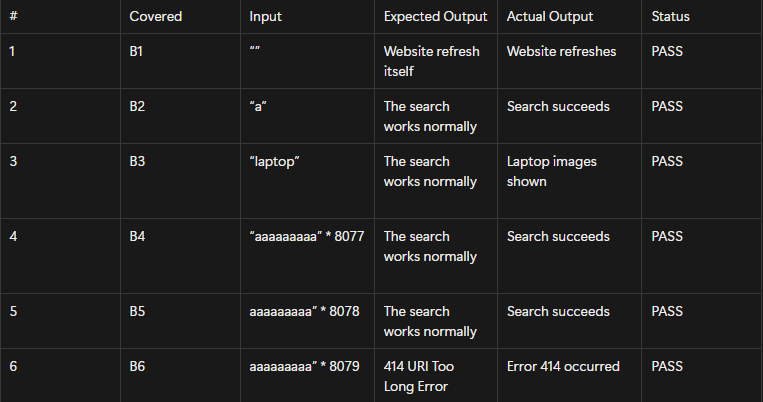 # Covered Input Expected Output Actual Output Status
1 B1 “” Website refresh Website refreshes PASS
itself
2 B2 “a” The search Search succeeds PASS
works normally
3 B3 “laptop” The search Laptop images PASS
works normally shown
4 B4 “aaaaaaaaa” * 8077 The search Search succeeds PASS
works normally
5 B5 aaaaaaaaa” * 8078 The search Search succeeds PASS
works normally
6 B6 aaaaaaaaa” * 8079 414 URI Too Error 414 occurred PASS
Long Error